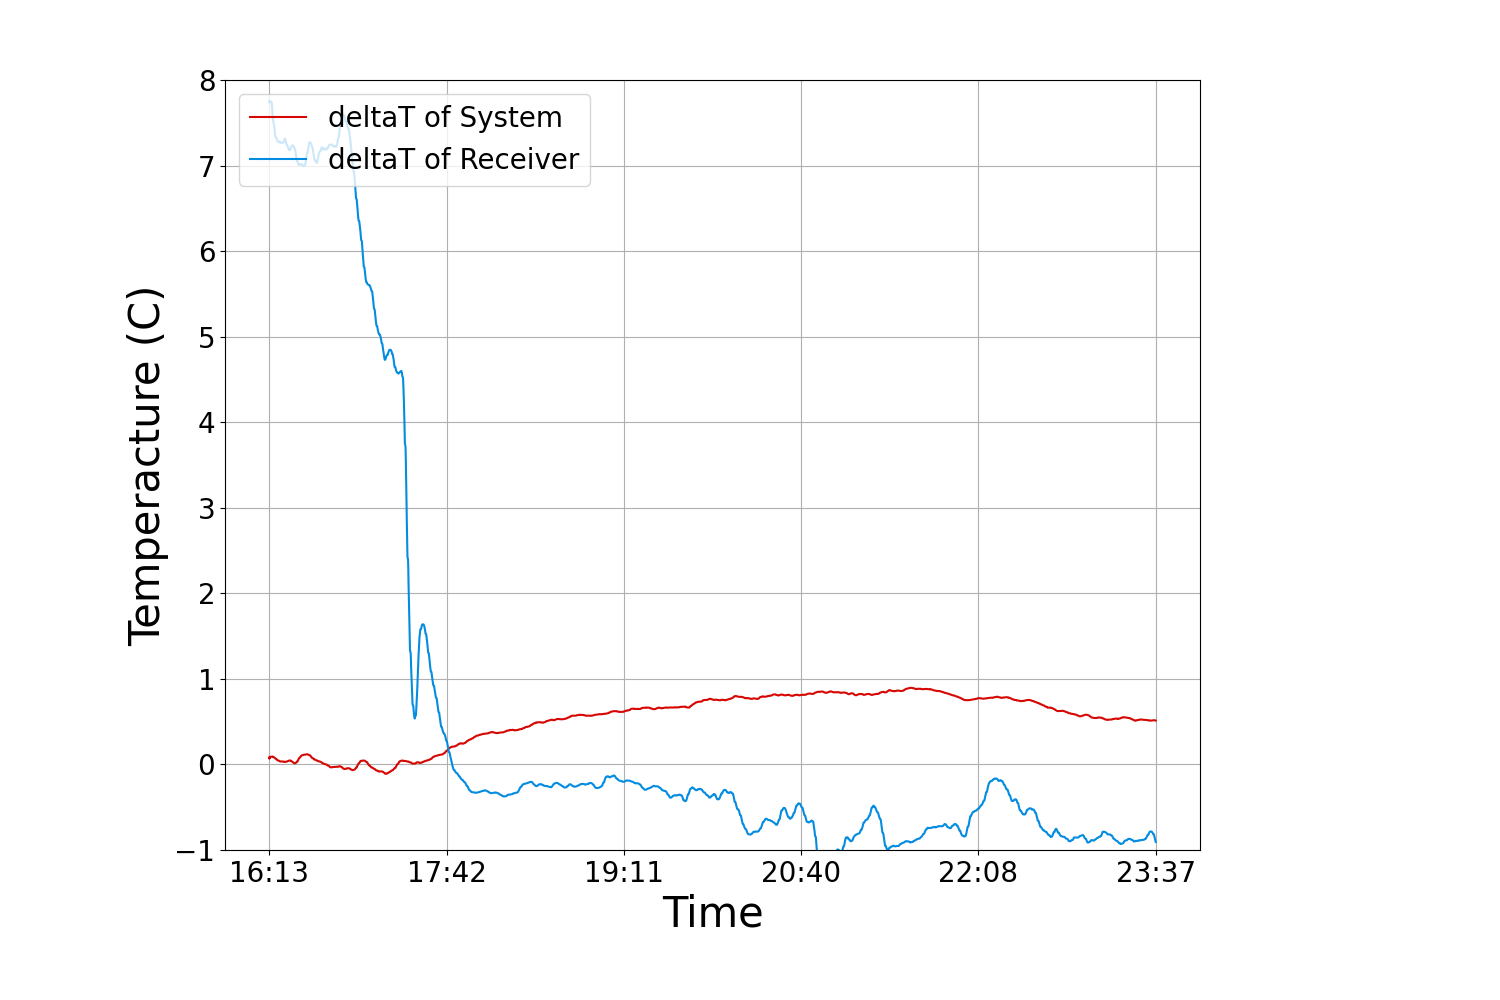 8
7
6
5
4
3
2
1
0
−1
deltaT of System
deltaT of Receiver
Temperacture (C)
16:13 17:42 19:11 20:40 22:08 23:37
Time